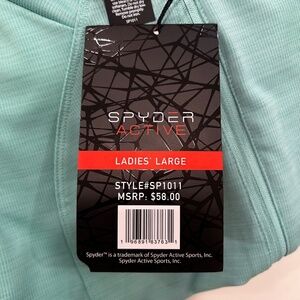 SP1011
SPYDER
ACTIVE
LADIES' LARGE
STYLE#SP1011
MSRP: $58.00
Spyder™ is a trademark of Spyder Active Sports, Inc.
Spyder Active Sports, Inc.